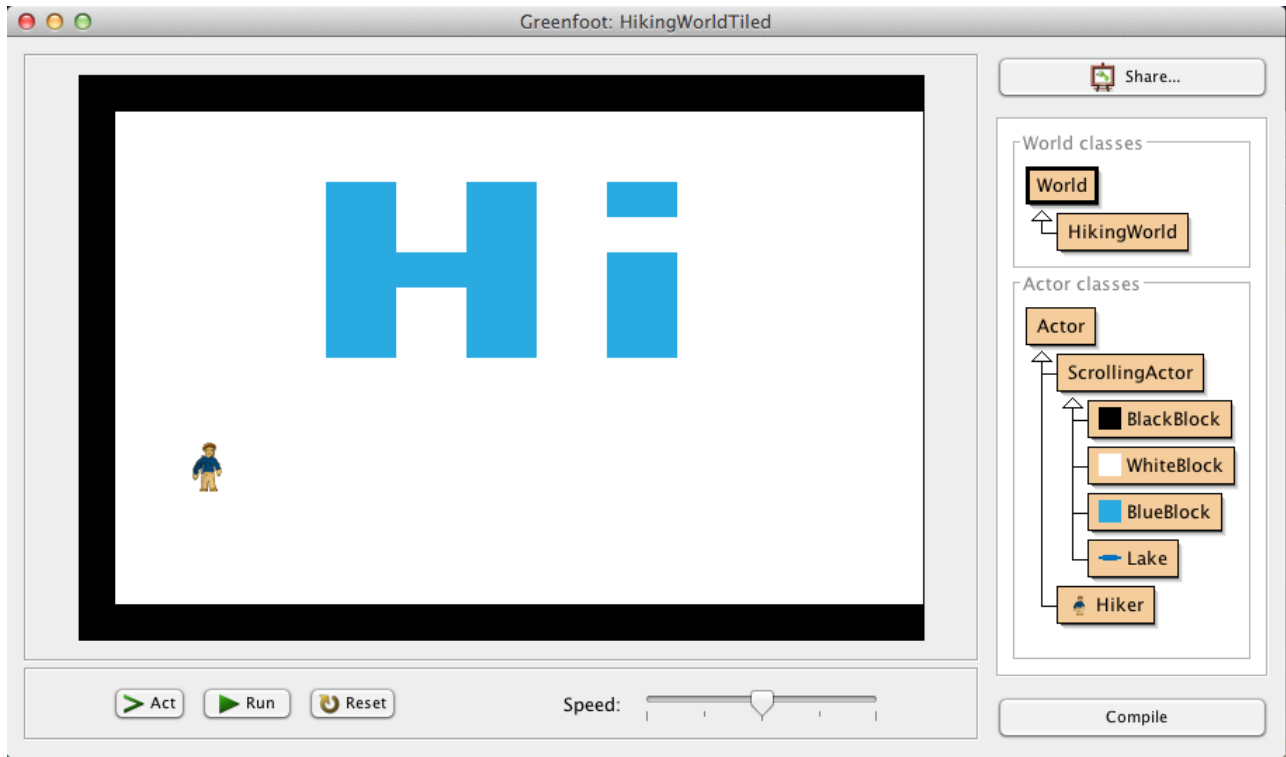 Greenfoot: HikingWorldTiled
Share...
Hi
World classes
World
HikingWorld
Actor classes
Actor
ScrollingActor
BlackBlock
WhiteBlock
BlueBlock
Lake
Hiker
Act Run Reset Speed:
Compile